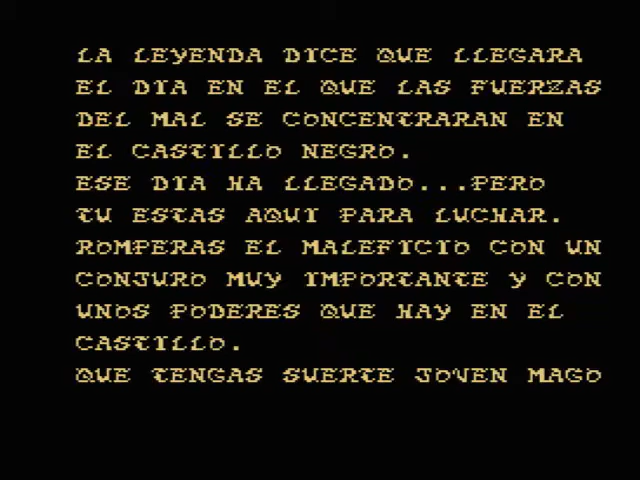 LA LEYENDA DICE QUE LLEGARA
EL DIA EN EL QUE LAS FUERZAS
DEL MAL SE CONCENTRARAN EN
EL CASTILLO NEGRO.
ESE DIA HA LLEGADO...PERO
TU ESTAS AQUI PARA LUCHAR.
ROMPERAS EL MALEFICIO CON UN
CONJURO MUY IMPORTANTE Y CON
UNOS PODERES QUE HAY EN EL
CASTILLO.
QUE TENGAS SUERTE JOVEN MAGO